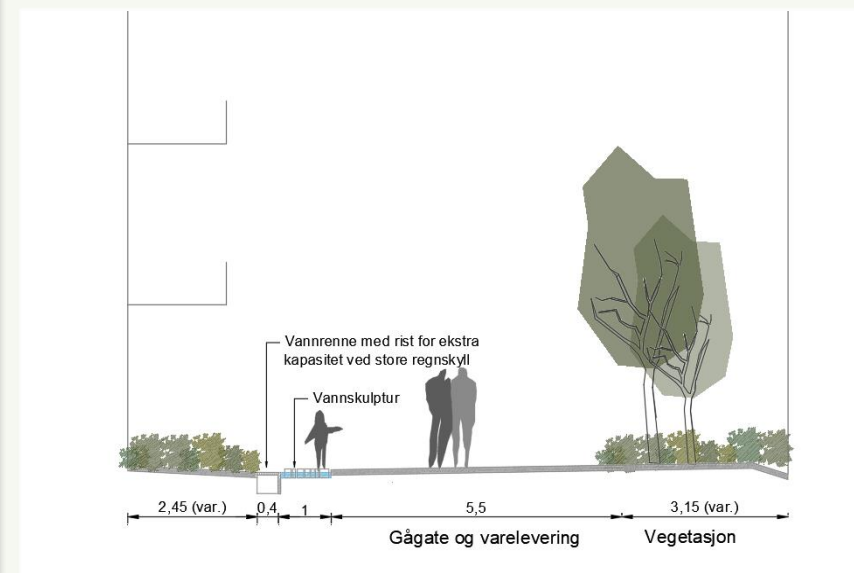 Vannrenne med rist for ekstra
kapasitet ved store regnskyll
Vannskulptur
2,45 (var.)
0,4
1
5,5
3,15 (var.)
Gågate og varelevering
Vegetasjon